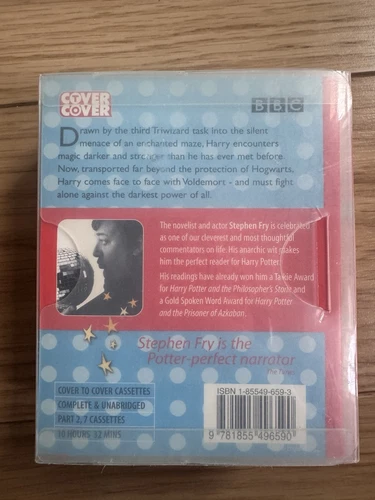 COVER TO COVER
BBC
Drawn by the third Triwizard task into the silent
menace of an enchanted maze, Harry encounters
magic darker and stronger than he has ever met before.
Now, transported far beyond the protection of Hogwarts,
Harry comes face to face with Voldemort - and must fight
alone against the darkest power of all.
The novelist and actor Stephen Fry is celebrated
as one of our cleverest and most thoughtful
commentators on life: His anarchic wit makes
him the perfect reader for Harry Potter.
His readings have already won him a Talkie Award
for Harry Potter and the Philosopher's Stone and
a Gold Spoken Word Award for Harry Potter
and the Prisoner of Azkaban.
Stephen Fry is the
Potter-perfect narrator
COVER TO COVER CASSETTES
COMPLETE & UNABRIDGED
PART 2, 7 CASSETTES
10 HOURS 32 MINS
ISBN 1-85549-659-3
9 781855 496590